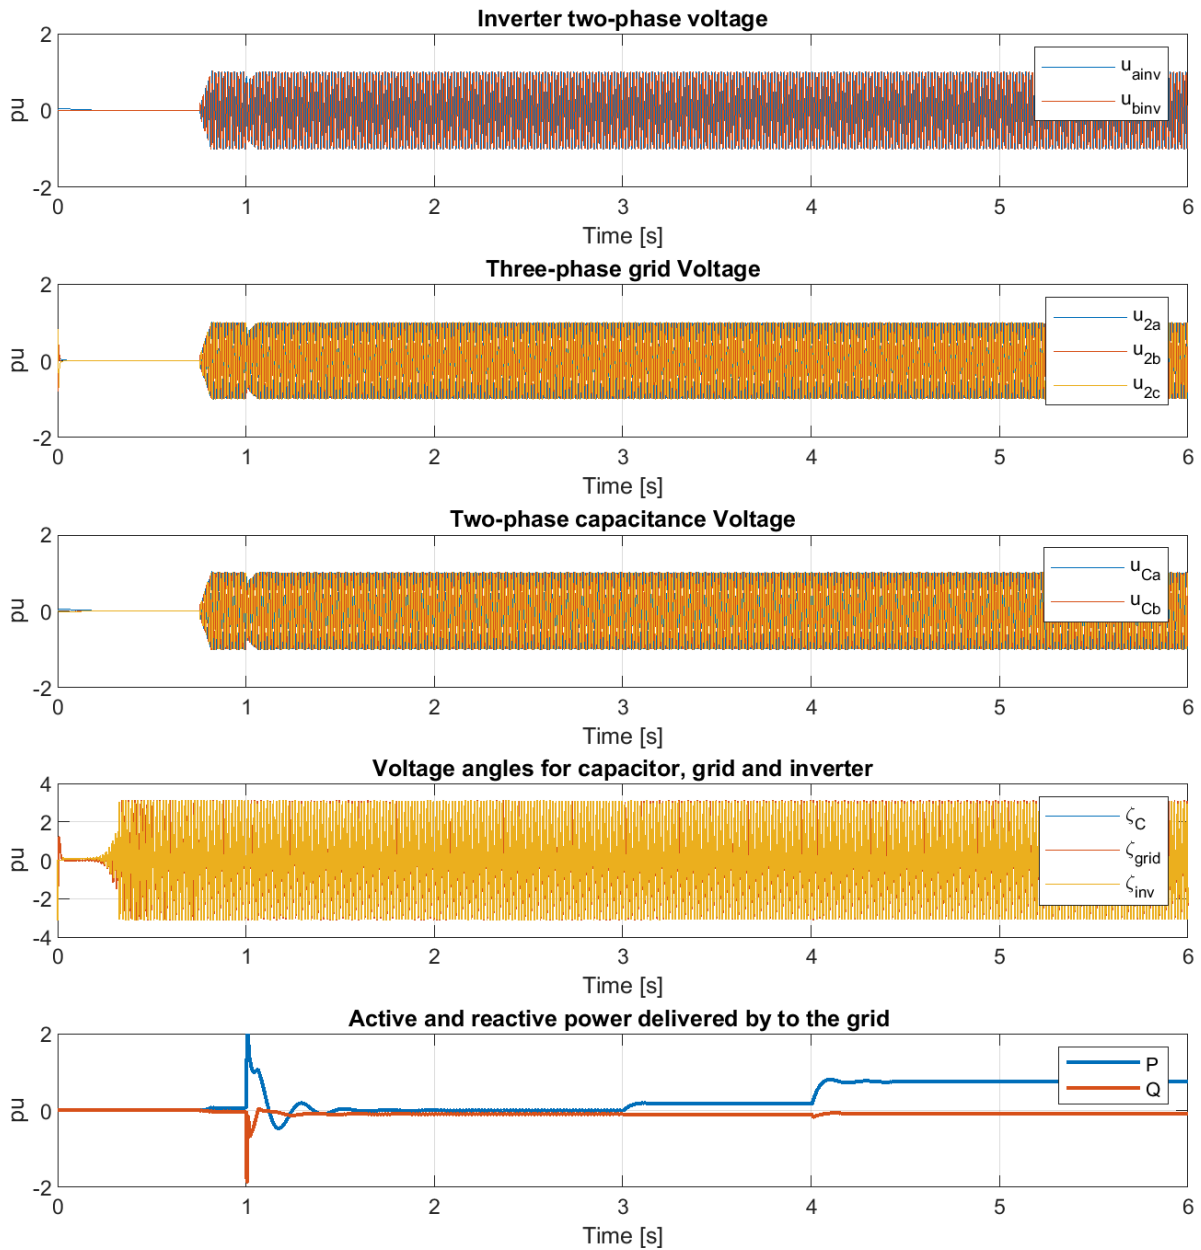 Inverter two-phase voltage
2
0
-2
pu
u_ainv
u_binv
0 1 2 3 4 5 6
Time [s]
Three-phase grid Voltage
2
0
-2
pu
u_2a
u_2b
u_2c
0 1 2 3 4 5 6
Time [s]
Two-phase capacitance Voltage
2
0
-2
pu
u_Ca
u_Cb
0 1 2 3 4 5 6
Time [s]
Voltage angles for capacitor, grid and inverter
4
2
0
-2
-4
pu
ζ_C
ζ_grid
ζ_inv
0 1 2 3 4 5 6
Time [s]
Active and reactive power delivered by to the grid
2
0
-2
pu
P
Q
0 1 2 3 4 5 6
Time [s]